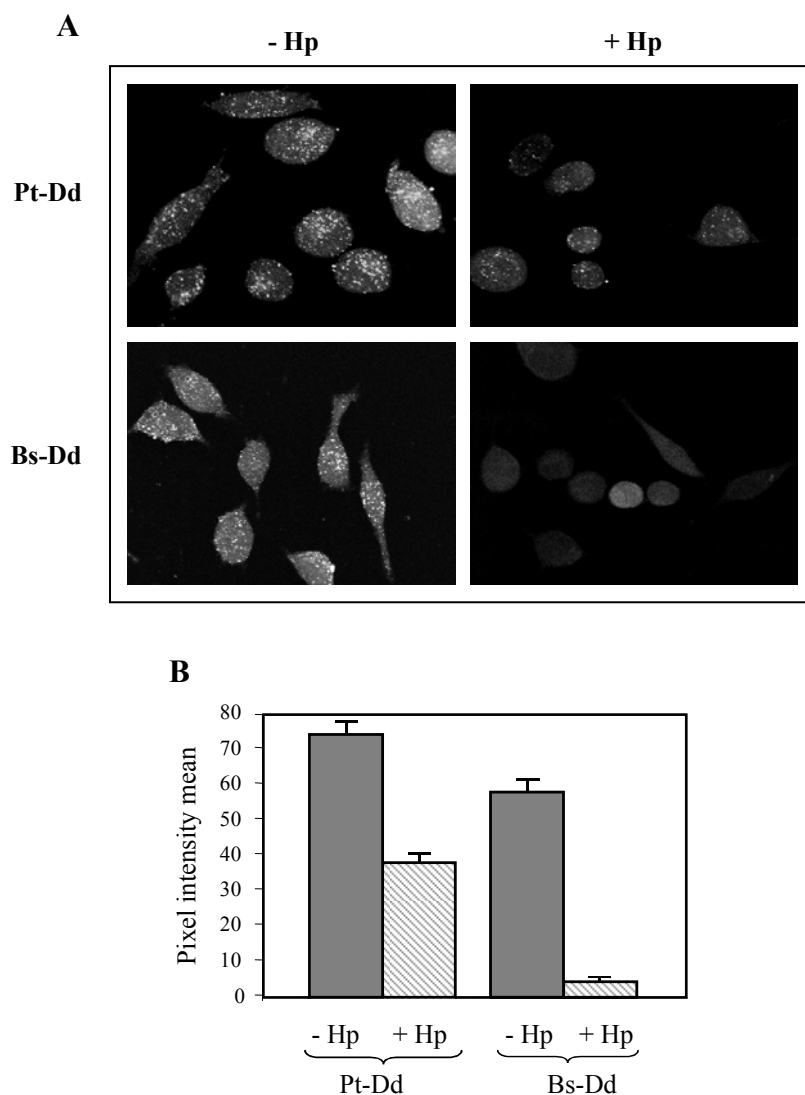 A
- Hp + Hp
Pt-Dd
Bs-Dd
B
Pixel intensity mean
80
70
60
50
40
30
20
10
0
- Hp + Hp - Hp + Hp
Pt-Dd Bs-Dd